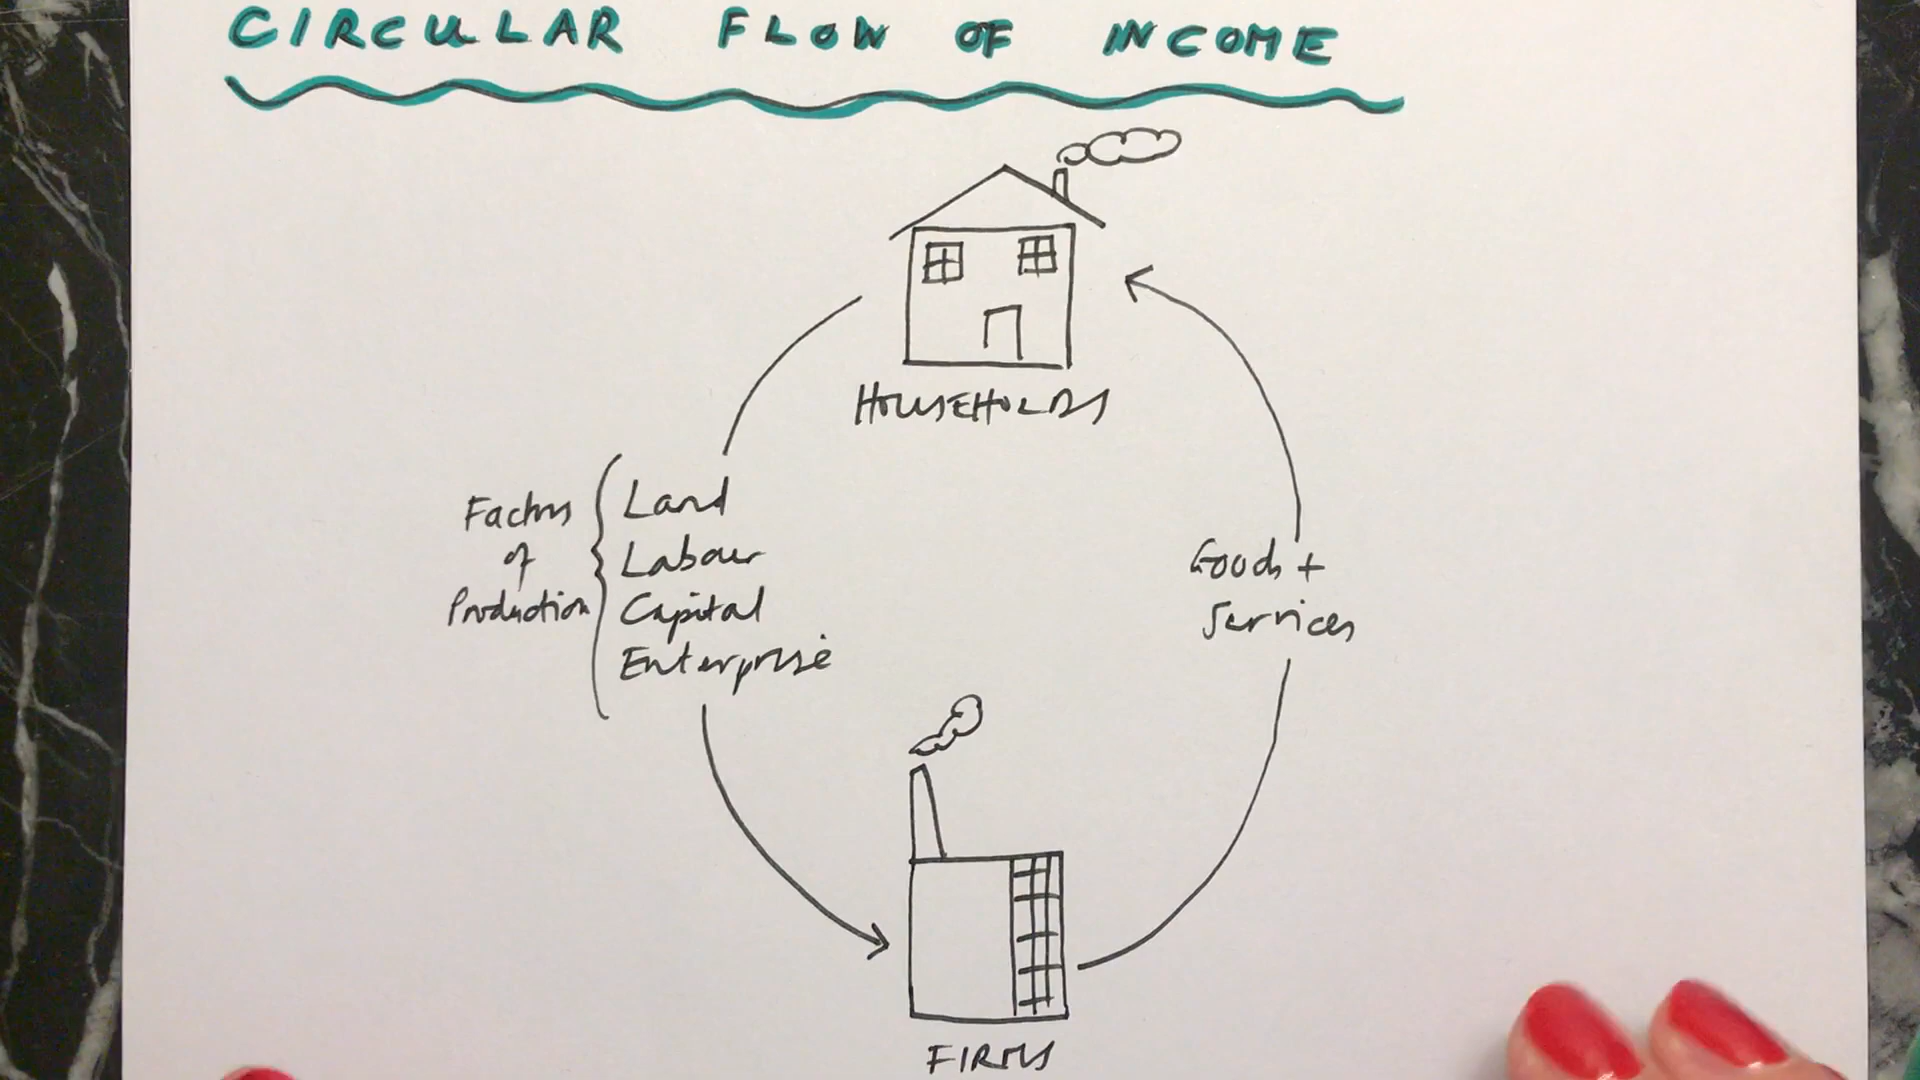 CIRCULAR FLOW OF INCOME
HOUSEHOLDS
Factors
of
Production
Land
Labour
Capital
Enterprise
Goods +
Services
FIRMS